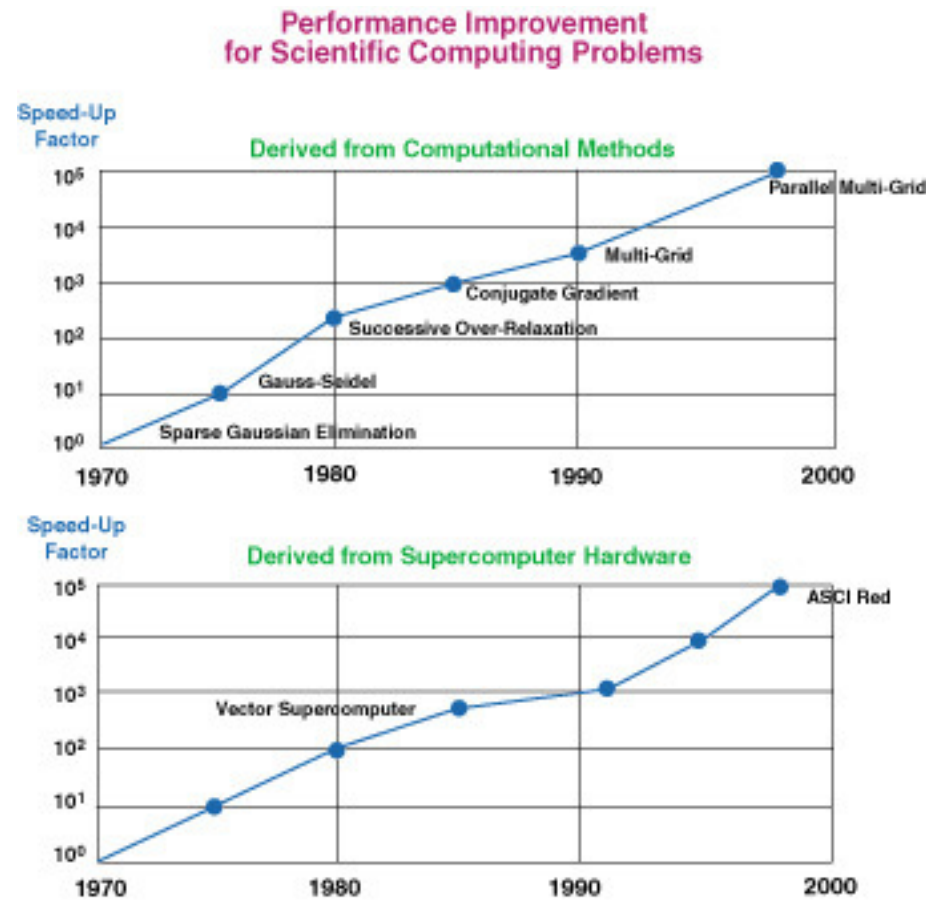 Performance Improvement
for Scientific Computing Problems
Speed-Up
Factor
Derived from Computational Methods
10⁵
Parallel Multi-Grid
10⁴
Multi-Grid
10³
Conjugate Gradient
Successive Over-Relaxation
10²
Gauss-Seidel
10¹
Sparse Gaussian Elimination
10⁰
1970
1980
1990
2000
Speed-Up
Factor
Derived from Supercomputer Hardware
10⁵
ASCI Red
10⁴
10³
Vector Supercomputer
10²
10¹
10⁰
1970
1980
1990
2000